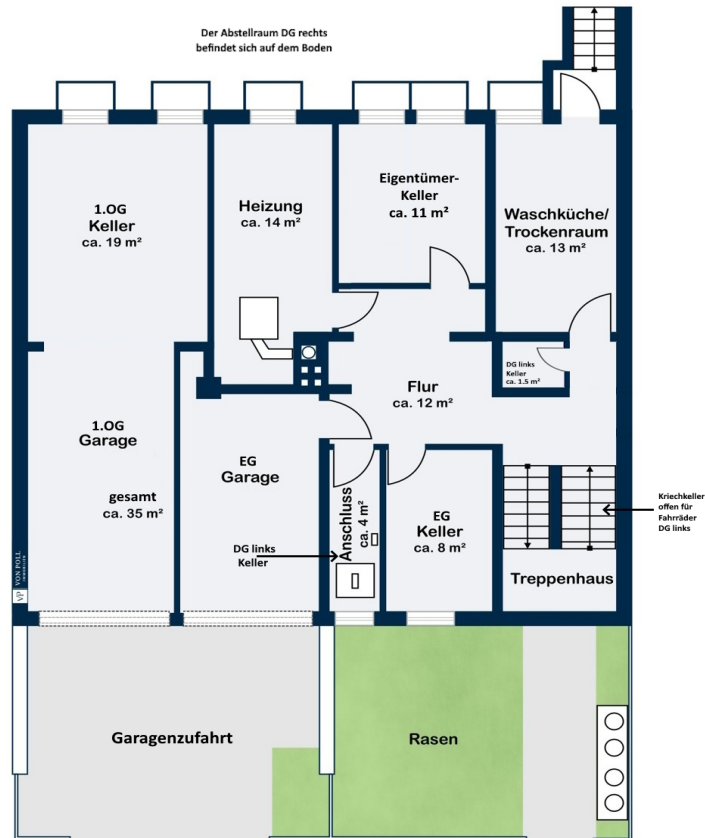 Der Abstellraum DG rechts
befindet sich auf dem Boden
1.OG
Keller
ca. 19 m²
Heizung
ca. 14 m²
Eigentümer-
Keller
ca. 11 m²
Waschküche/
Trockenraum
ca. 13 m²
DG links
Keller
ca. 1.5 m²
Flur
ca. 12 m²
1.OG
Garage
gesamt
ca. 35 m²
EG
Garage
DG links
Keller
Anschluss
ca. 4 m²
EG
Keller
ca. 8 m²
Kriechkeller
offen für
Fahrräder
DG links
Treppenhaus
VP VON POLL
IMMOBILIEN
Garagenzufahrt
Rasen